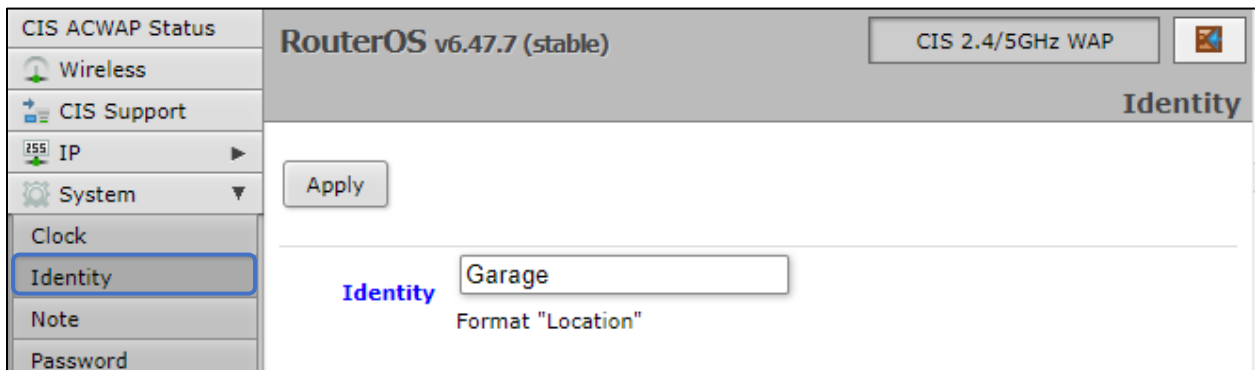 CIS ACWAP Status
Wireless
CIS Support
255 IP
System
Clock
Identity
Note
Password
RouterOS v6.47.7 (stable)
CIS 2.4/5GHz WAP
Identity
Apply
Identity
Garage
Format "Location"